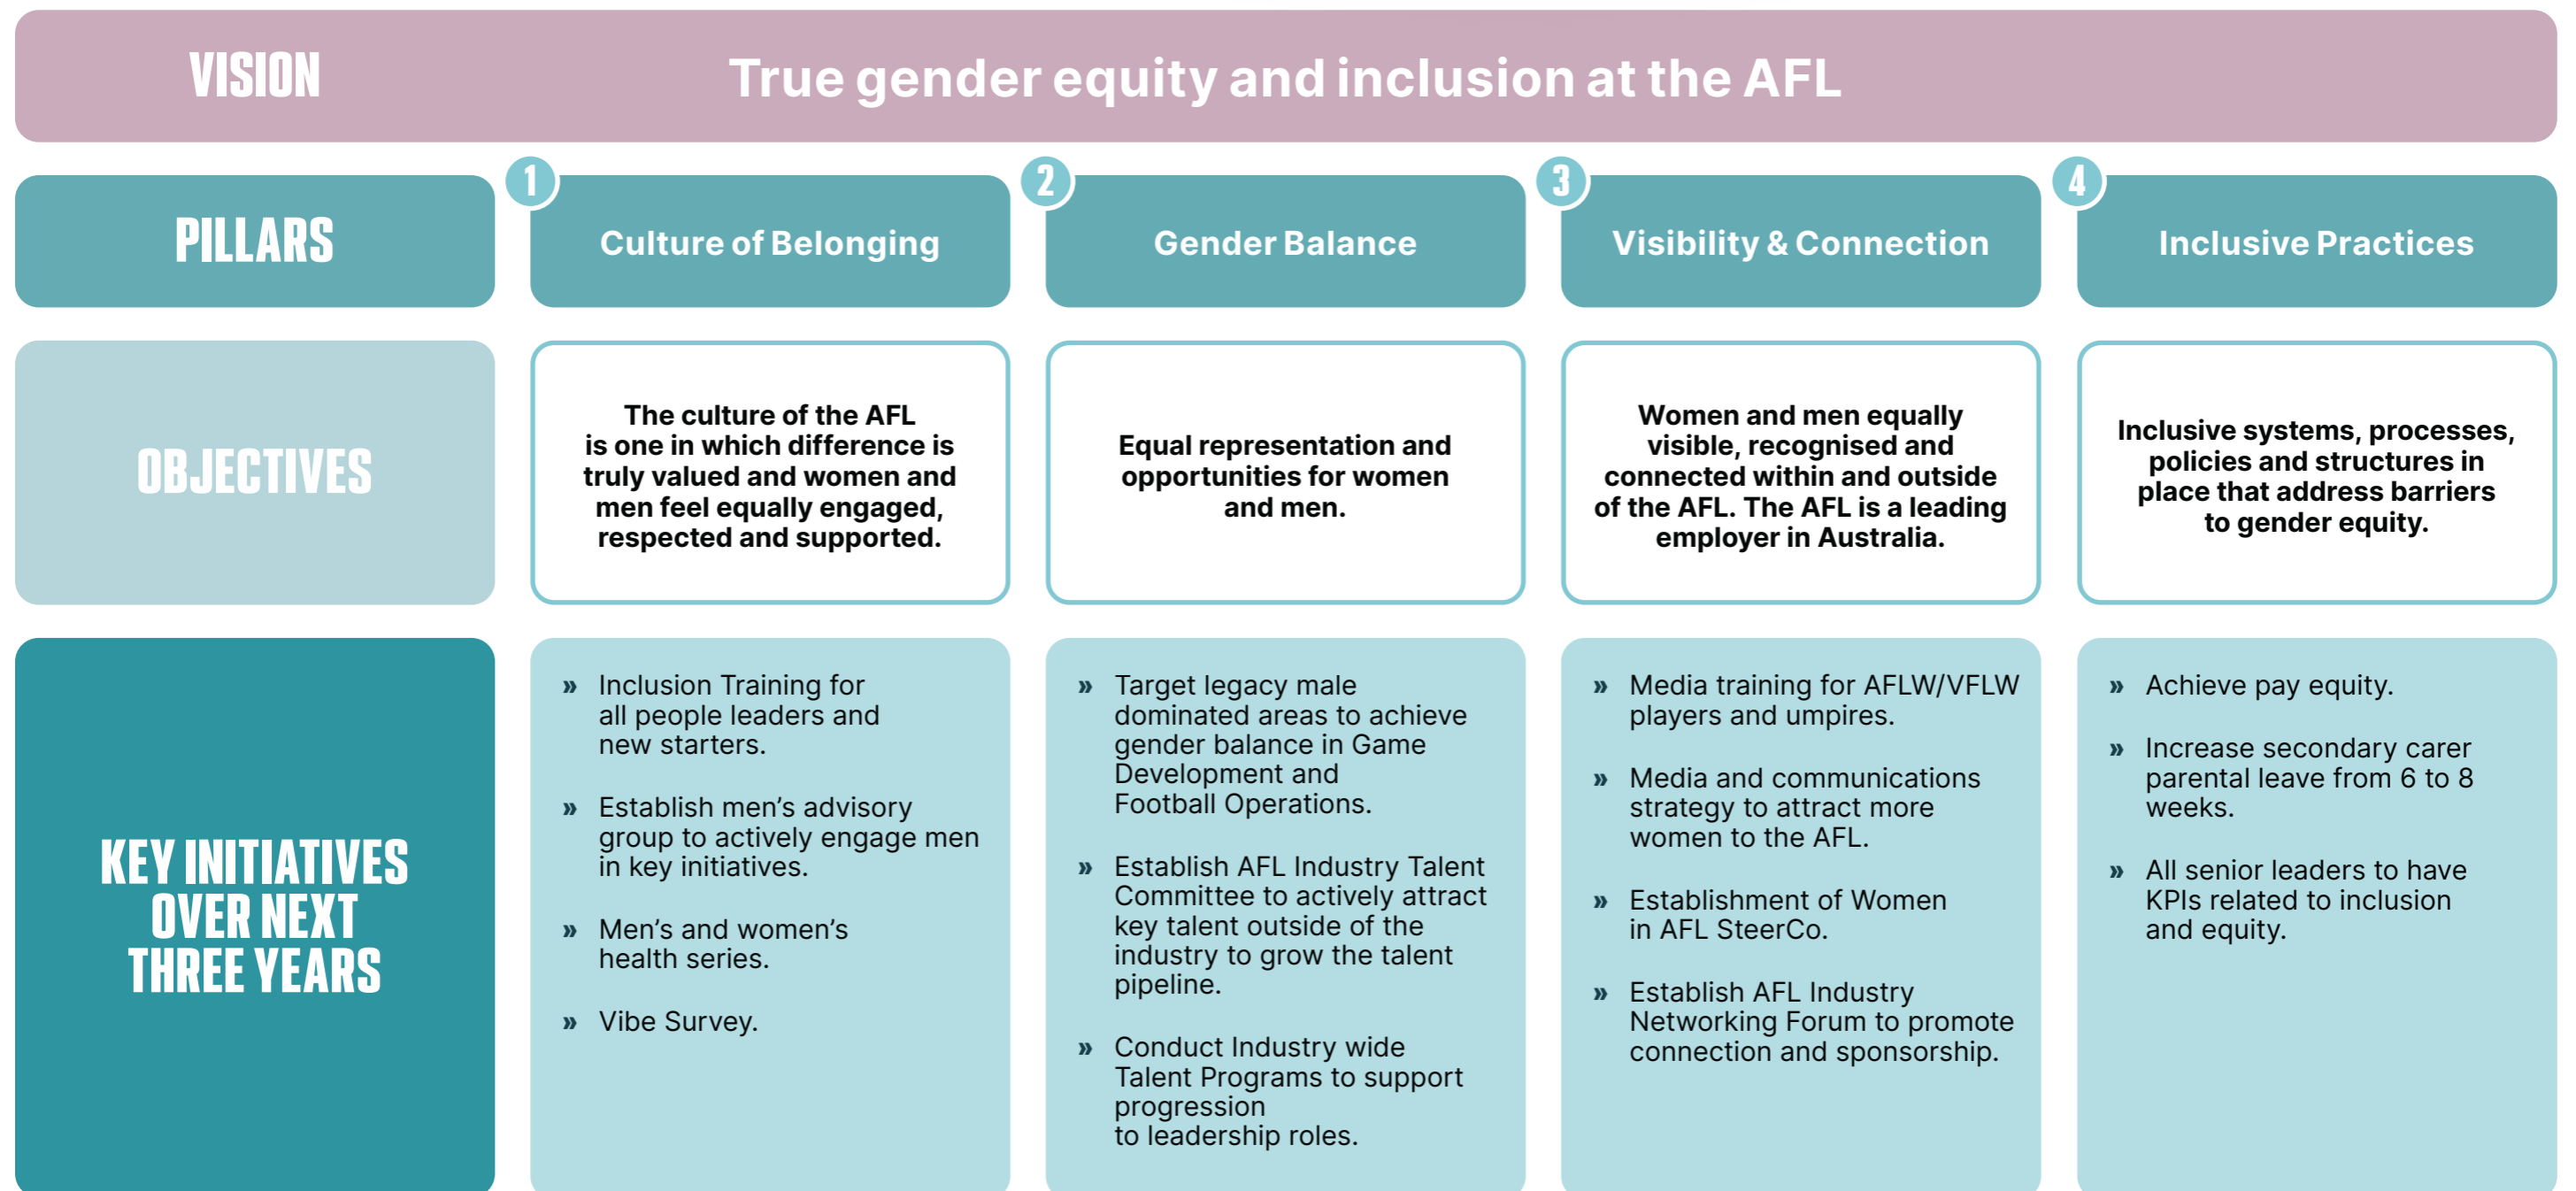 VISION
True gender equity and inclusion at the AFL
PILLARS
1
Culture of Belonging
2
Gender Balance
3
Visibility & Connection
4
Inclusive Practices
OBJECTIVES
The culture of the AFL
is one in which difference is
truly valued and women and
men feel equally engaged,
respected and supported.
Equal representation and
opportunities for women
and men.
Women and men equally
visible, recognised and
connected within and outside
of the AFL. The AFL is a leading
employer in Australia.
Inclusive systems, processes,
policies and structures in
place that address barriers
to gender equity.
KEY INITIATIVES
OVER NEXT
THREE YEARS
» Inclusion Training for
all people leaders and
new starters.
» Establish men’s advisory
group to actively engage men
in key initiatives.
» Men’s and women’s
health series.
» Vibe Survey.
» Target legacy male
dominated areas to achieve
gender balance in Game
Development and
Football Operations.
» Establish AFL Industry Talent
Committee to actively attract
key talent outside of the
industry to grow the talent
pipeline.
» Conduct Industry wide
Talent Programs to support
progression
to leadership roles.
» Media training for AFLW/VFLW
players and umpires.
» Media and communications
strategy to attract more
women to the AFL.
» Establishment of Women
in AFL SteerCo.
» Establish AFL Industry
Networking Forum to promote
connection and sponsorship.
» Achieve pay equity.
» Increase secondary carer
parental leave from 6 to 8
weeks.
» All senior leaders to have
KPIs related to inclusion
and equity.